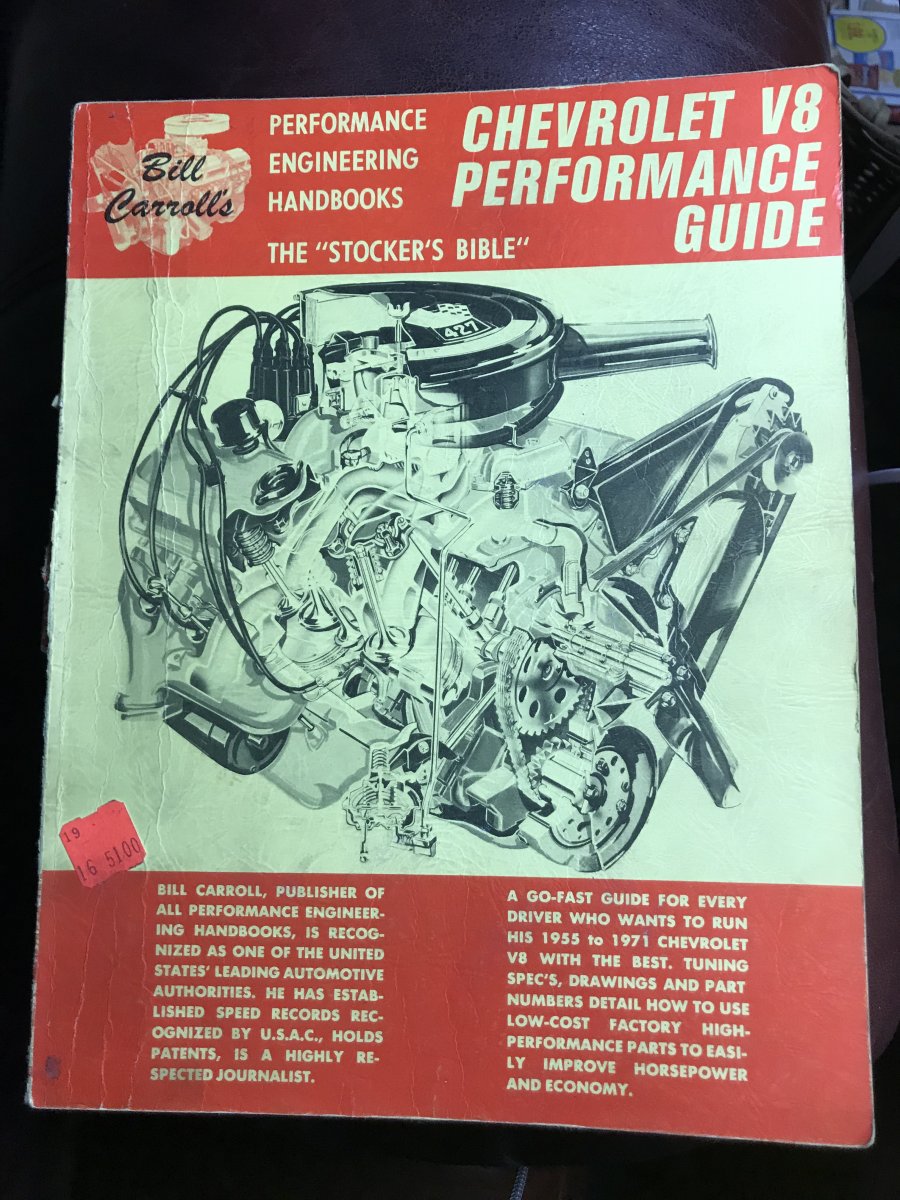 Bill
Carroll's
PERFORMANCE
ENGINEERING
HANDBOOKS
THE "STOCKER'S BIBLE"
CHEVROLET V8
PERFORMANCE
GUIDE
427
19
16 5100
BILL CARROLL, PUBLISHER OF
ALL PERFORMANCE ENGINEER-
ING HANDBOOKS, IS RECOG-
NIZED AS ONE OF THE UNITED
STATES' LEADING AUTOMOTIVE
AUTHORITIES. HE HAS ESTAB-
LISHED SPEED RECORDS REC-
OGNIZED BY U.S.A.C., HOLDS
PATENTS, IS A HIGHLY RE-
SPECTED JOURNALIST.
A GO-FAST GUIDE FOR EVERY
DRIVER WHO WANTS TO RUN
HIS 1955 to 1971 CHEVROLET
V8 WITH THE BEST. TUNING
SPEC'S, DRAWINGS AND PART
NUMBERS DETAIL HOW TO USE
LOW-COST FACTORY HIGH-
PERFORMANCE PARTS TO EASI-
LY IMPROVE HORSEPOWER
AND ECONOMY.